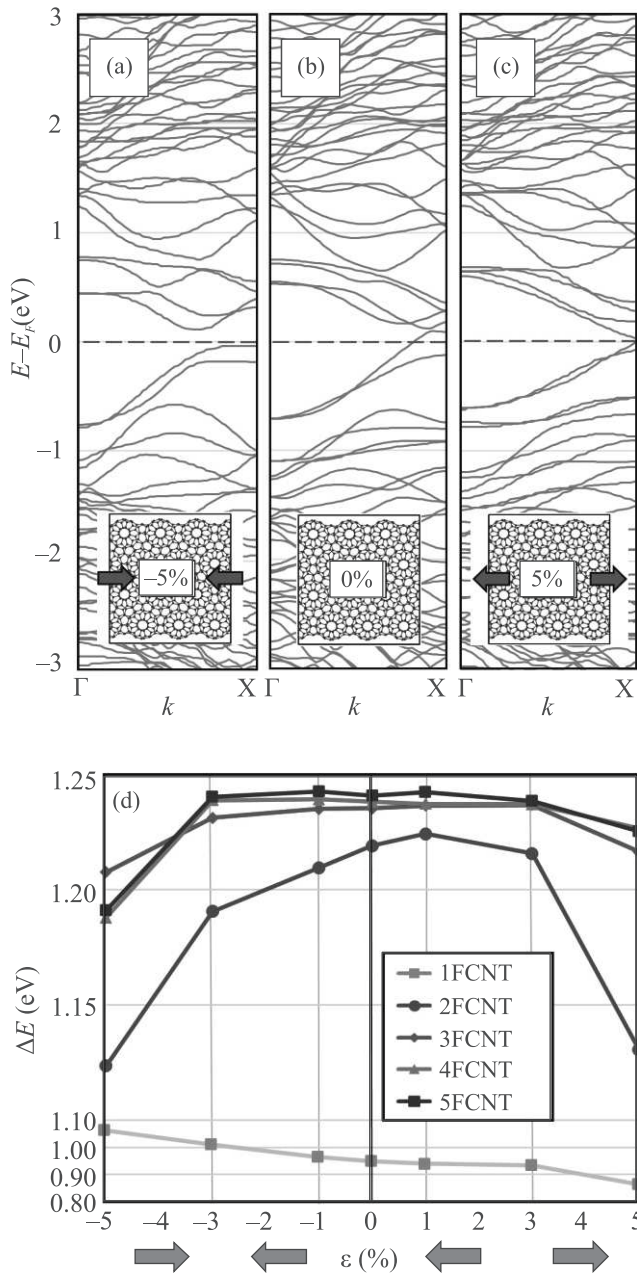 3
2
1
0
–1
–2
–3
E–E_F(eV)
(a)
(b)
(c)
–5%
0%
5%
Γ X Γ X Γ X
k k k
(d)
1.25
1.20
1.15
1.10
1.00
0.90
0.80
ΔE (eV)
1FCNT
2FCNT
3FCNT
4FCNT
5FCNT
–5 –4 –3 –2 –1 0 1 2 3 4 5
ε (%)